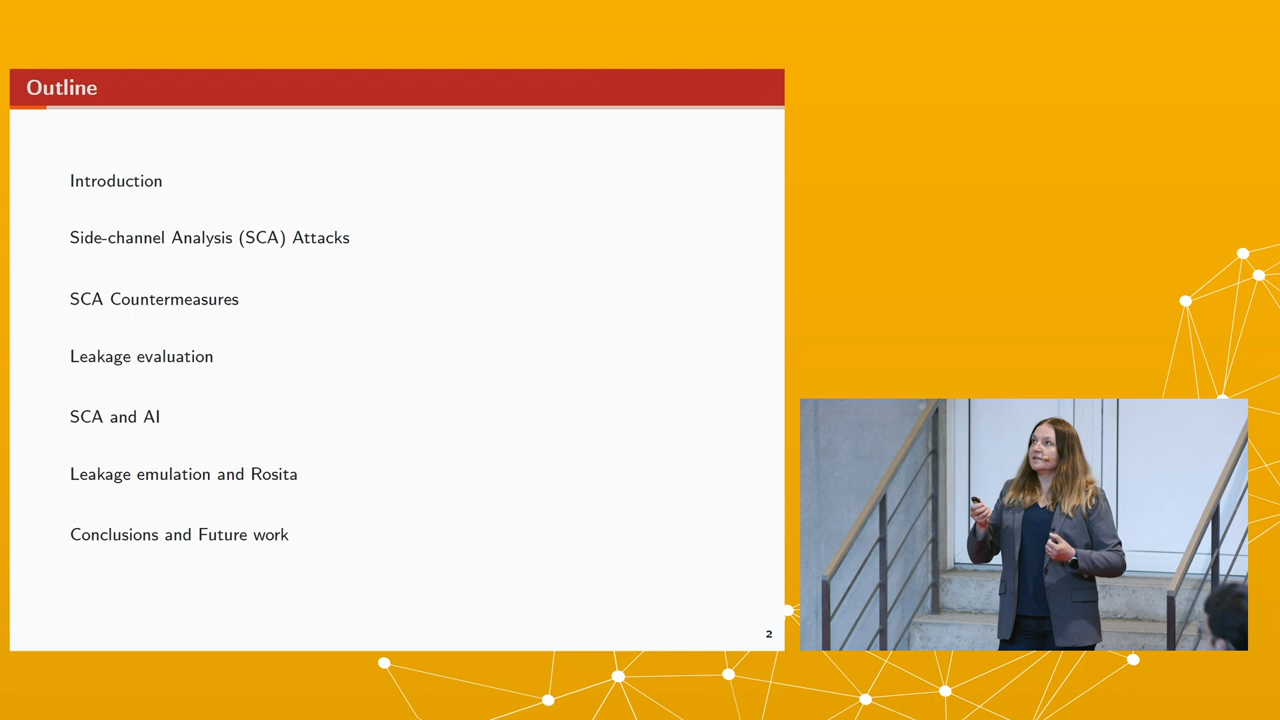 Outline
Introduction
Side-channel Analysis (SCA) Attacks
SCA Countermeasures
Leakage evaluation
SCA and AI
Leakage emulation and Rosita
Conclusions and Future work
2